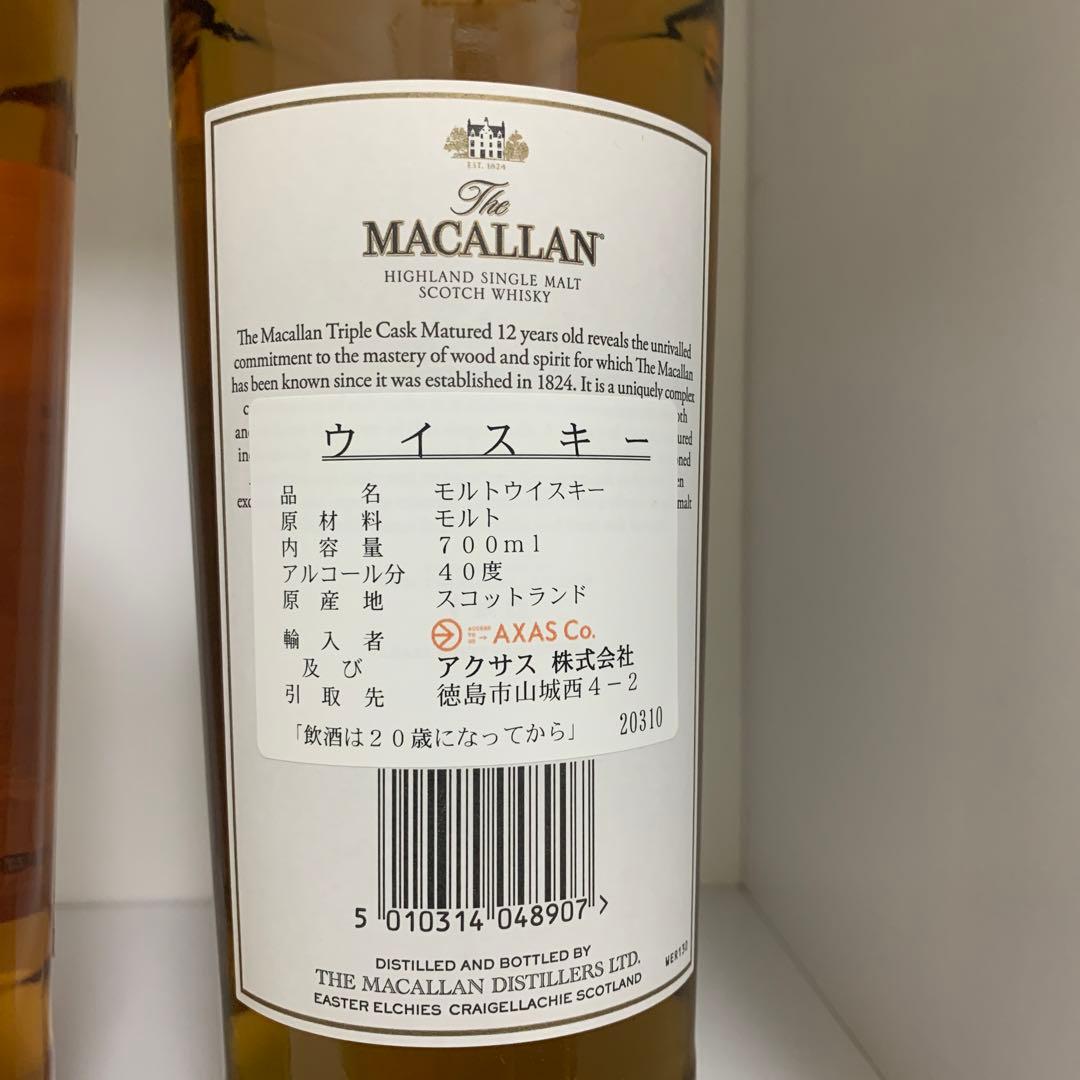 EST. 1824
The
MACALLAN
HIGHLAND SINGLE MALT
SCOTCH WHISKY
The Macallan Triple Cask Matured 12 years old reveals the unrivalled
commitment to the mastery of wood and spirit for which The Macallan
has been known since it was established in 1824. It is a uniquely complex
ウイスキー
品名 モルトウイスキー
原材料 モルト
内容量 700ml
アルコール分 40度
原産地 スコットランド
輸入者 ACCESS TO US AXAS Co.
及び アクサス 株式会社
引取先 徳島市山城西4-2
「飲酒は20歳になってから」 20310
5 010314 048907 >
DISTILLED AND BOTTLED BY
THE MACALLAN DISTILLERS LTD.
EASTER ELCHIES CRAIGELLACHIE SCOTLAND
WER130